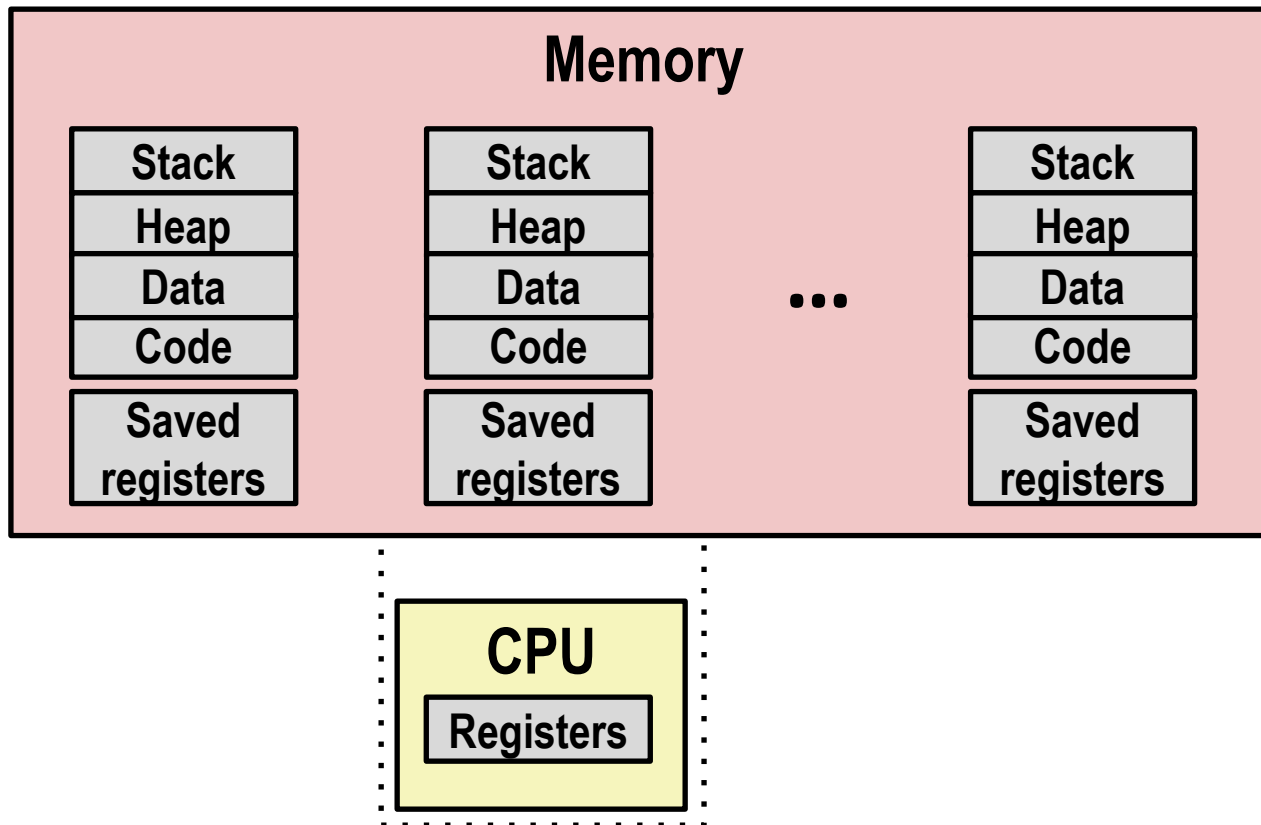 Memory
Stack
Heap
Data
Code
Saved
registers
Stack
Heap
Data
Code
Saved
registers
...
Stack
Heap
Data
Code
Saved
registers
CPU
Registers